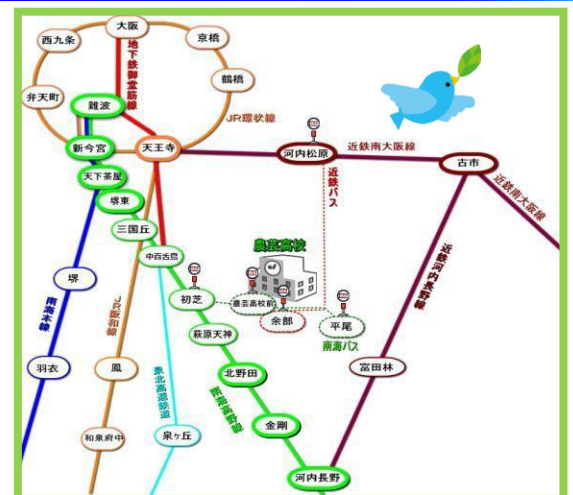 大阪
西九条
京橋
地下鉄御堂筋線
鶴橋
弁天町
難波
JR環状線
新今宮
天王寺
河内松原
近鉄南大阪線
古市
天下茶屋
近鉄バス
近鉄南大阪線
堺東
三国丘
農芸高校
中百舌鳥
近鉄河内長野線
堺
初芝
農芸高校前
南海本線
JR阪和線
余部
平尾
萩原天神
南海バス
羽衣
鳳
泉北高速鉄道
北野田
南海高野線
富田林
金剛
和泉府中
泉ヶ丘
河内長野